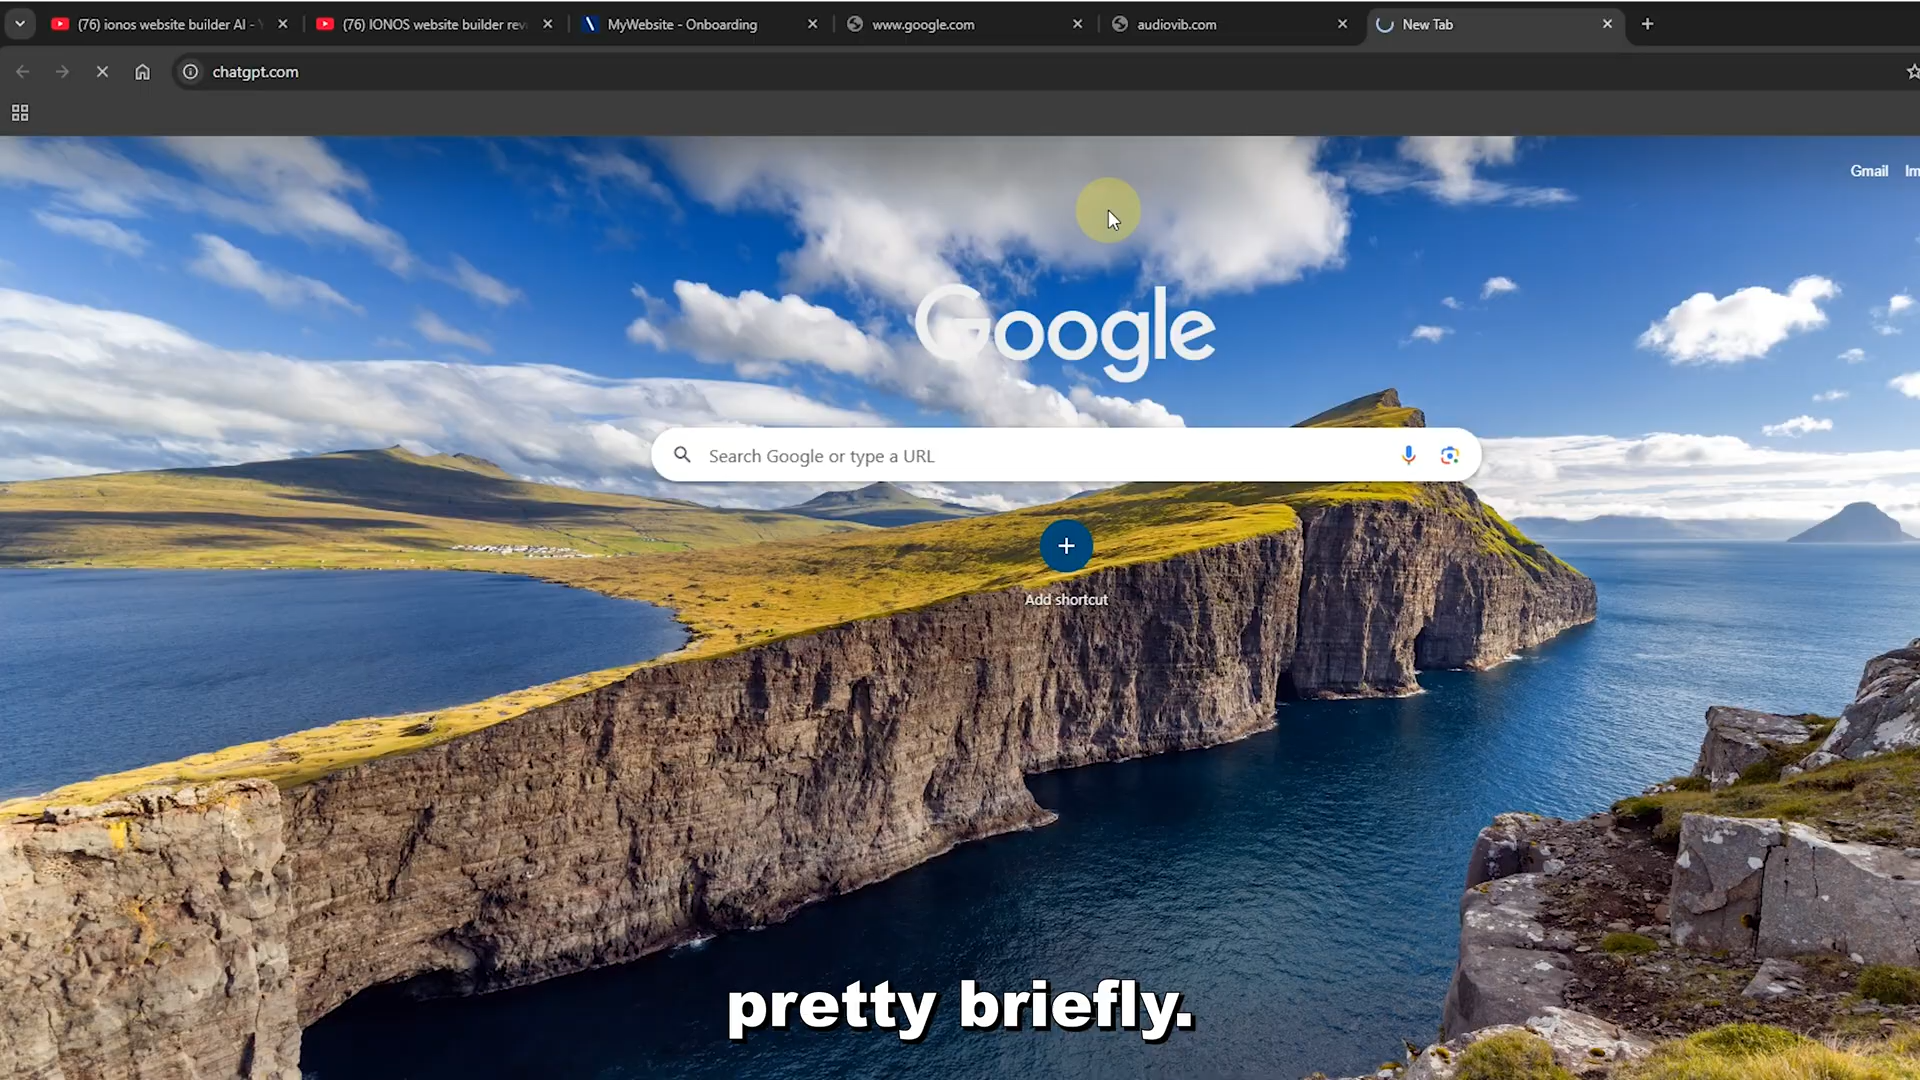 (76) ionos website builder AI - Y
(76) IONOS website builder rev
MyWebsite - Onboarding
www.google.com
audiovib.com
New Tab
chatgpt.com
Gmail
Im
Google
Search Google or type a URL
Add shortcut
pretty briefly.